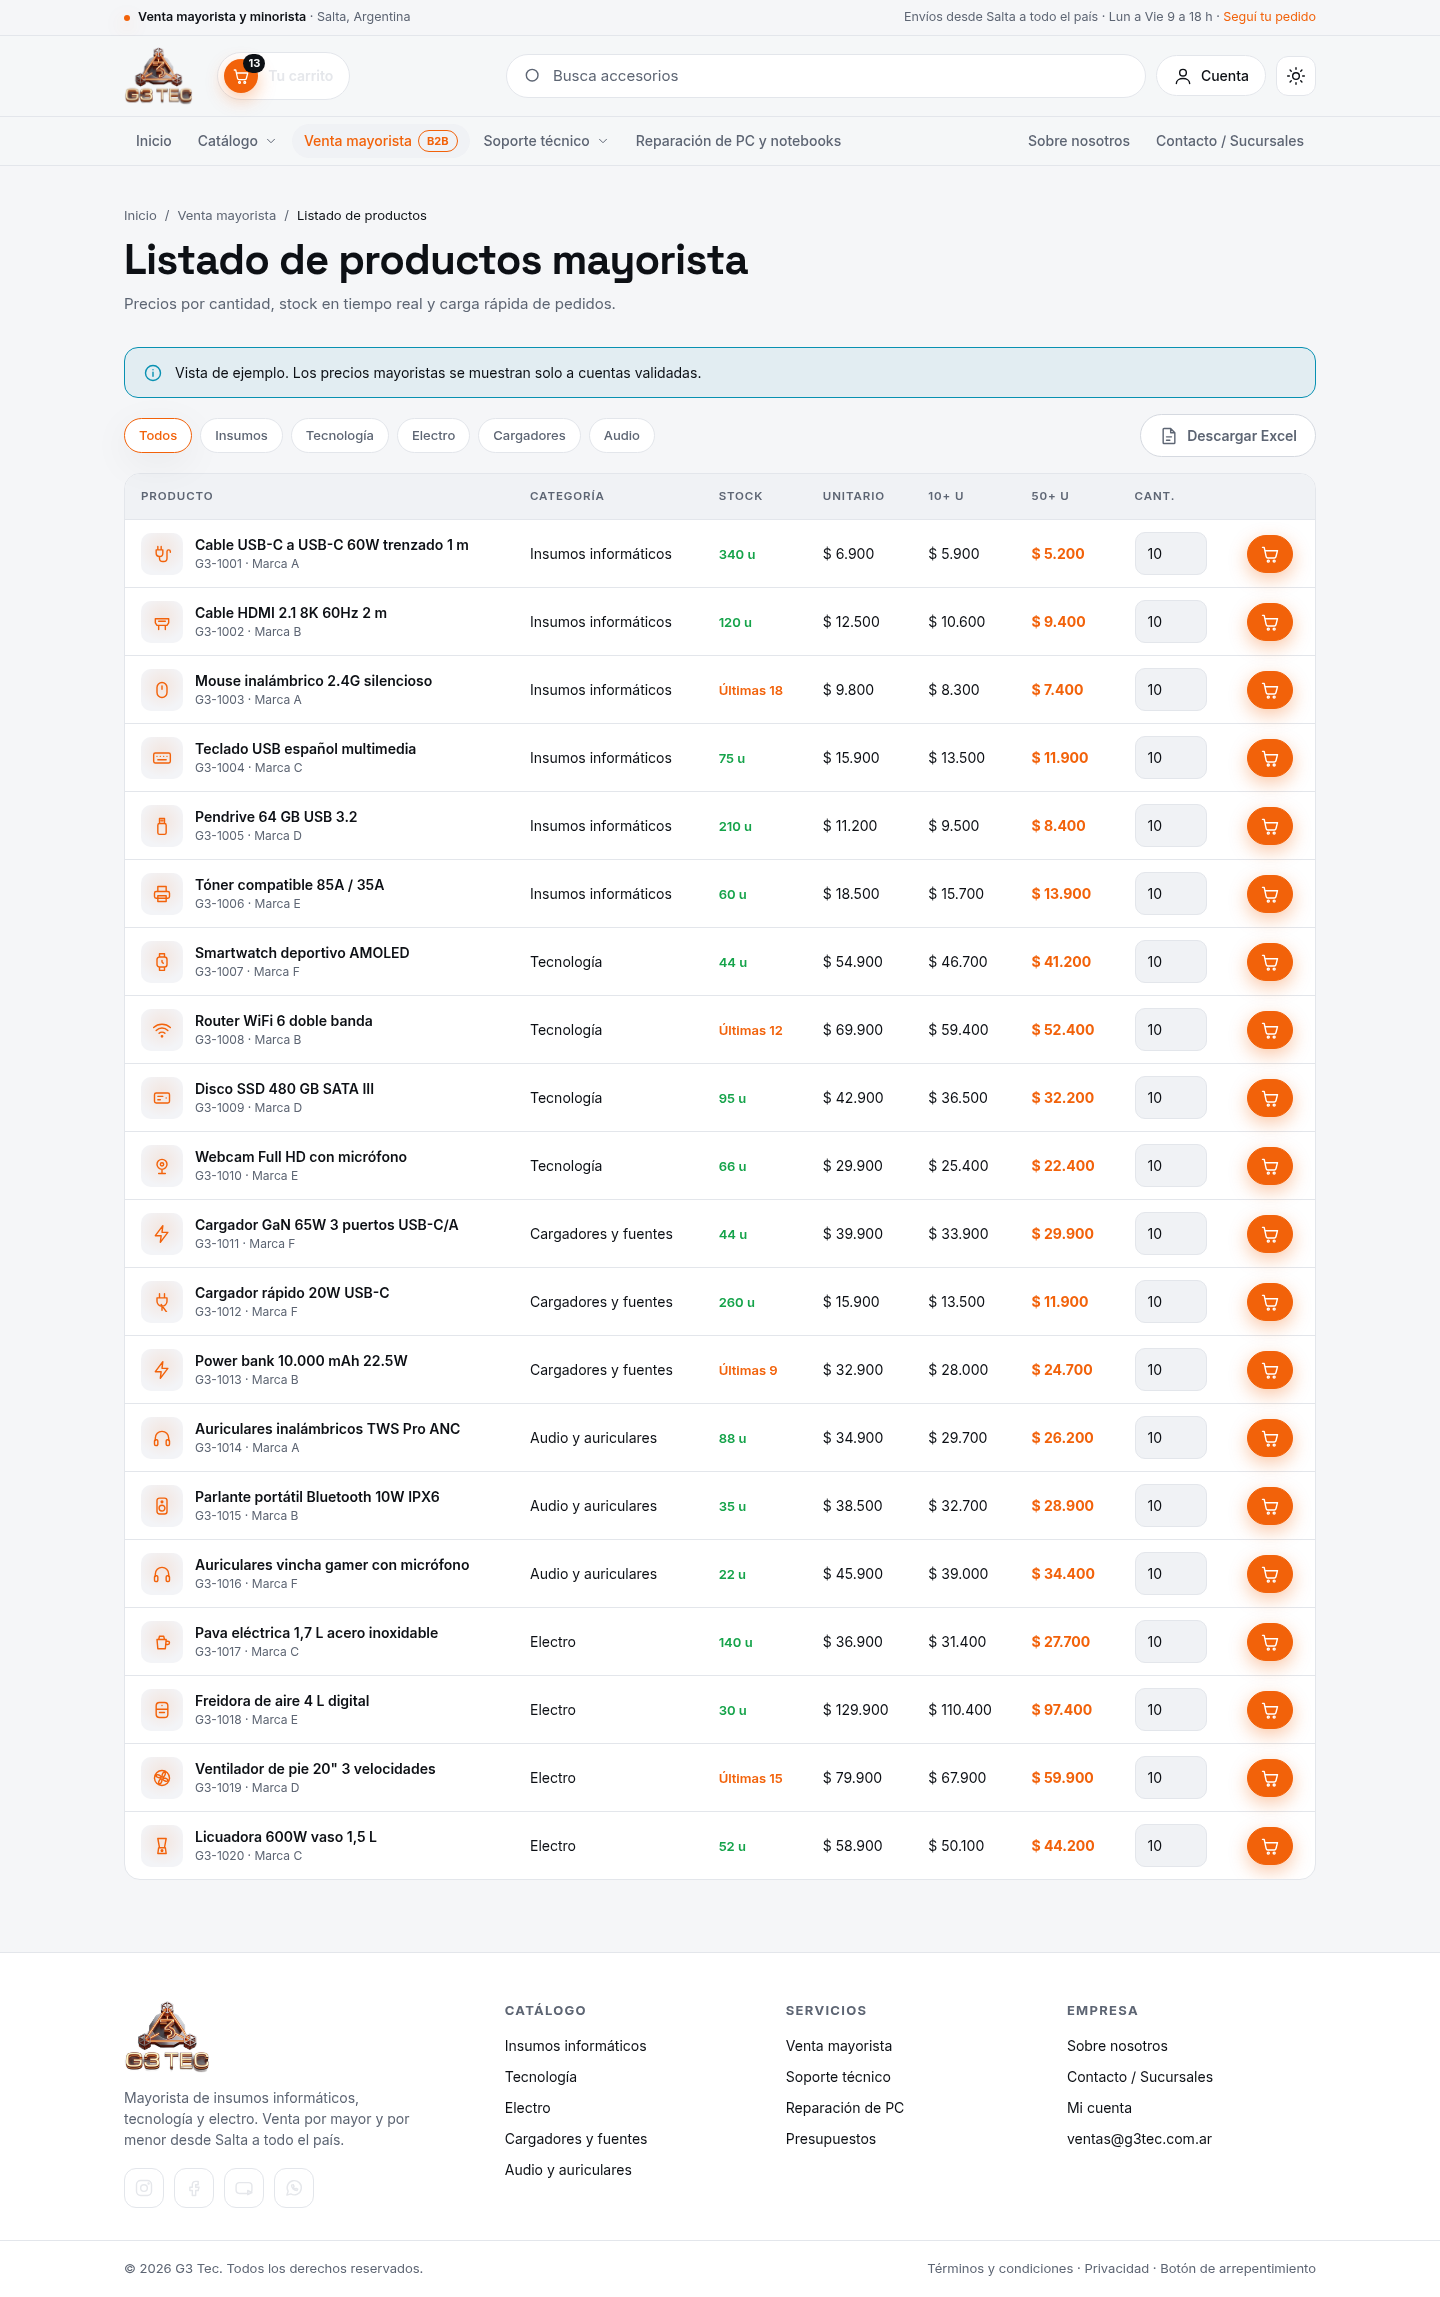 Venta mayorista y minorista · Salta, Argentina
Envíos desde Salta a todo el país · Lun a Vie 9 a 18 h · Seguí tu pedido
G3 TEC
13
Tu carrito
Busca accesorios
Cuenta
Inicio
Catálogo
Venta mayorista B2B
Soporte técnico
Reparación de PC y notebooks
Sobre nosotros
Contacto / Sucursales
Inicio / Venta mayorista / Listado de productos
Listado de productos mayorista
Precios por cantidad, stock en tiempo real y carga rápida de pedidos.
Vista de ejemplo. Los precios mayoristas se muestran solo a cuentas validadas.
Todos Insumos Tecnología Electro Cargadores Audio
Descargar Excel
PRODUCTO CATEGORÍA STOCK UNITARIO 10+ U 50+ U CANT.
Cable USB-C a USB-C 60W trenzado 1 m
G3-1001 · Marca A
Insumos informáticos 340 u $ 6.900 $ 5.900 $ 5.200 10
Cable HDMI 2.1 8K 60Hz 2 m
G3-1002 · Marca B
Insumos informáticos 120 u $ 12.500 $ 10.600 $ 9.400 10
Mouse inalámbrico 2.4G silencioso
G3-1003 · Marca A
Insumos informáticos Últimas 18 $ 9.800 $ 8.300 $ 7.400 10
Teclado USB español multimedia
G3-1004 · Marca C
Insumos informáticos 75 u $ 15.900 $ 13.500 $ 11.900 10
Pendrive 64 GB USB 3.2
G3-1005 · Marca D
Insumos informáticos 210 u $ 11.200 $ 9.500 $ 8.400 10
Tóner compatible 85A / 35A
G3-1006 · Marca E
Insumos informáticos 60 u $ 18.500 $ 15.700 $ 13.900 10
Smartwatch deportivo AMOLED
G3-1007 · Marca F
Tecnología 44 u $ 54.900 $ 46.700 $ 41.200 10
Router WiFi 6 doble banda
G3-1008 · Marca B
Tecnología Últimas 12 $ 69.900 $ 59.400 $ 52.400 10
Disco SSD 480 GB SATA III
G3-1009 · Marca D
Tecnología 95 u $ 42.900 $ 36.500 $ 32.200 10
Webcam Full HD con micrófono
G3-1010 · Marca E
Tecnología 66 u $ 29.900 $ 25.400 $ 22.400 10
Cargador GaN 65W 3 puertos USB-C/A
G3-1011 · Marca F
Cargadores y fuentes 44 u $ 39.900 $ 33.900 $ 29.900 10
Cargador rápido 20W USB-C
G3-1012 · Marca F
Cargadores y fuentes 260 u $ 15.900 $ 13.500 $ 11.900 10
Power bank 10.000 mAh 22.5W
G3-1013 · Marca B
Cargadores y fuentes Últimas 9 $ 32.900 $ 28.000 $ 24.700 10
Auriculares inalámbricos TWS Pro ANC
G3-1014 · Marca A
Audio y auriculares 88 u $ 34.900 $ 29.700 $ 26.200 10
Parlante portátil Bluetooth 10W IPX6
G3-1015 · Marca B
Audio y auriculares 35 u $ 38.500 $ 32.700 $ 28.900 10
Auriculares vincha gamer con micrófono
G3-1016 · Marca F
Audio y auriculares 22 u $ 45.900 $ 39.000 $ 34.400 10
Pava eléctrica 1,7 L acero inoxidable
G3-1017 · Marca C
Electro 140 u $ 36.900 $ 31.400 $ 27.700 10
Freidora de aire 4 L digital
G3-1018 · Marca E
Electro 30 u $ 129.900 $ 110.400 $ 97.400 10
Ventilador de pie 20" 3 velocidades
G3-1019 · Marca D
Electro Últimas 15 $ 79.900 $ 67.900 $ 59.900 10
Licuadora 600W vaso 1,5 L
G3-1020 · Marca C
Electro 52 u $ 58.900 $ 50.100 $ 44.200 10
3
G3 TEC
Mayorista de insumos informáticos,
tecnología y electro. Venta por mayor y por
menor desde Salta a todo el país.
CATÁLOGO
Insumos informáticos
Tecnología
Electro
Cargadores y fuentes
Audio y auriculares
SERVICIOS
Venta mayorista
Soporte técnico
Reparación de PC
Presupuestos
EMPRESA
Sobre nosotros
Contacto / Sucursales
Mi cuenta
ventas@g3tec.com.ar
© 2026 G3 Tec. Todos los derechos reservados.
Términos y condiciones · Privacidad · Botón de arrepentimiento